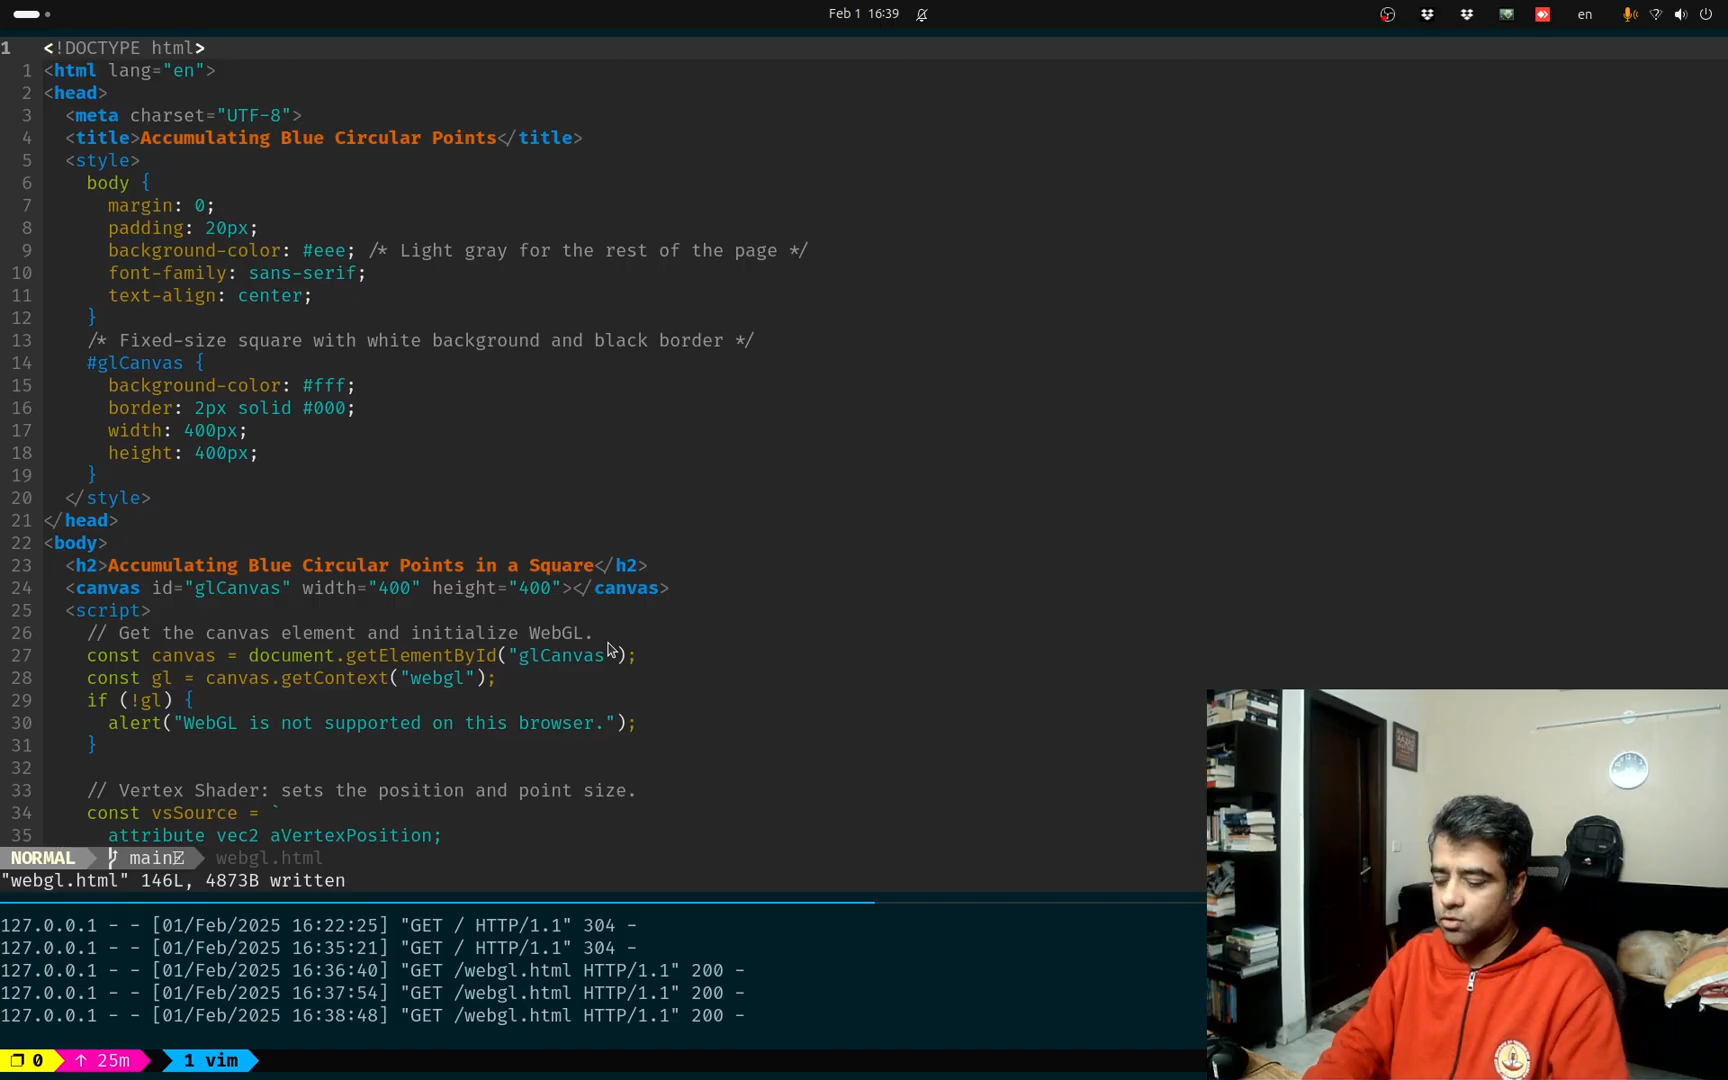 Feb 1 16:39
en
1 <!DOCTYPE html>
1 <html lang="en">
2 <head>
3 <meta charset="UTF-8">
4 <title>Accumulating Blue Circular Points</title>
5 <style>
6 body {
7 margin: 0;
8 padding: 20px;
9 background-color: #eee; /* Light gray for the rest of the page */
10 font-family: sans-serif;
11 text-align: center;
12 }
13 /* Fixed-size square with white background and black border */
14 #glCanvas {
15 background-color: #fff;
16 border: 2px solid #000;
17 width: 400px;
18 height: 400px;
19 }
20 </style>
21 </head>
22 <body>
23 <h2>Accumulating Blue Circular Points in a Square</h2>
24 <canvas id="glCanvas" width="400" height="400"></canvas>
25 <script>
26 // Get the canvas element and initialize WebGL.
27 const canvas = document.getElementById("glCanvas");
28 const gl = canvas.getContext("webgl");
29 if (!gl) {
30 alert("WebGL is not supported on this browser.");
31 }
32
33 // Vertex Shader: sets the position and point size.
34 const vsSource = `
35 attribute vec2 aVertexPosition;
NORMAL main webgl.html
"webgl.html" 146L, 4873B written
127.0.0.1 - - [01/Feb/2025 16:22:25] "GET / HTTP/1.1" 304 -
127.0.0.1 - - [01/Feb/2025 16:35:21] "GET / HTTP/1.1" 304 -
127.0.0.1 - - [01/Feb/2025 16:36:40] "GET /webgl.html HTTP/1.1" 200 -
127.0.0.1 - - [01/Feb/2025 16:37:54] "GET /webgl.html HTTP/1.1" 200 -
127.0.0.1 - - [01/Feb/2025 16:38:48] "GET /webgl.html HTTP/1.1" 200 -
0 ↑ 25m 1 vim